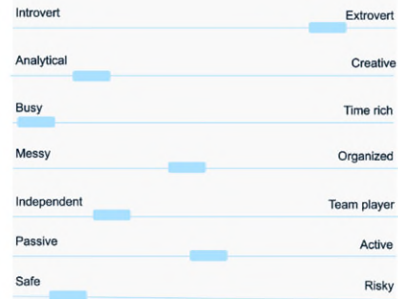 Introvert Extrovert
Analytical Creative
Busy Time rich
Messy Organized
Independent Team player
Passive Active
Safe Risky